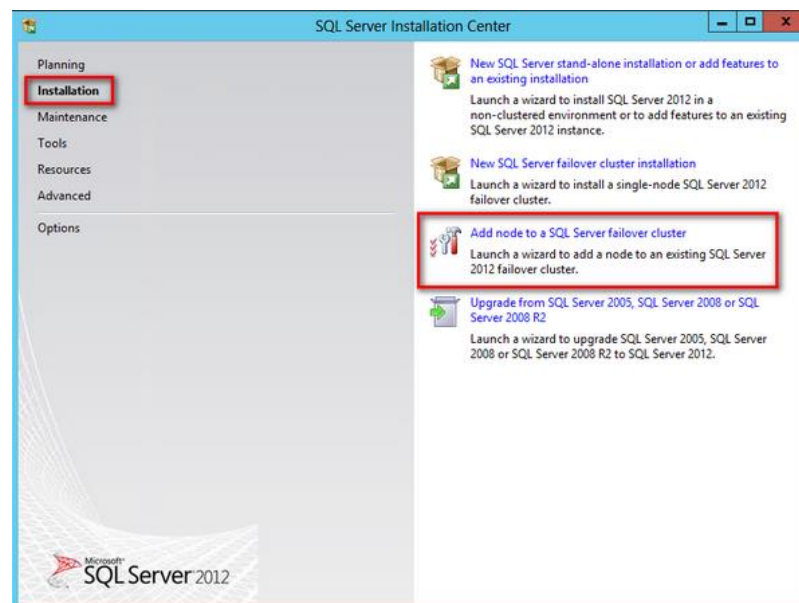 SQL Server Installation Center
Planning
Installation
Maintenance
Tools
Resources
Advanced
Options
New SQL Server stand-alone installation or add features to
an existing installation
Launch a wizard to install SQL Server 2012 in a
non-clustered environment or to add features to an existing
SQL Server 2012 instance.
New SQL Server failover cluster installation
Launch a wizard to install a single-node SQL Server 2012
failover cluster.
Add node to a SQL Server failover cluster
Launch a wizard to add a node to an existing SQL Server
2012 failover cluster.
Upgrade from SQL Server 2005, SQL Server 2008 or SQL
Server 2008 R2
Launch a wizard to upgrade SQL Server 2005, SQL Server
2008 or SQL Server 2008 R2 to SQL Server 2012.
Microsoft®
SQL Server 2012